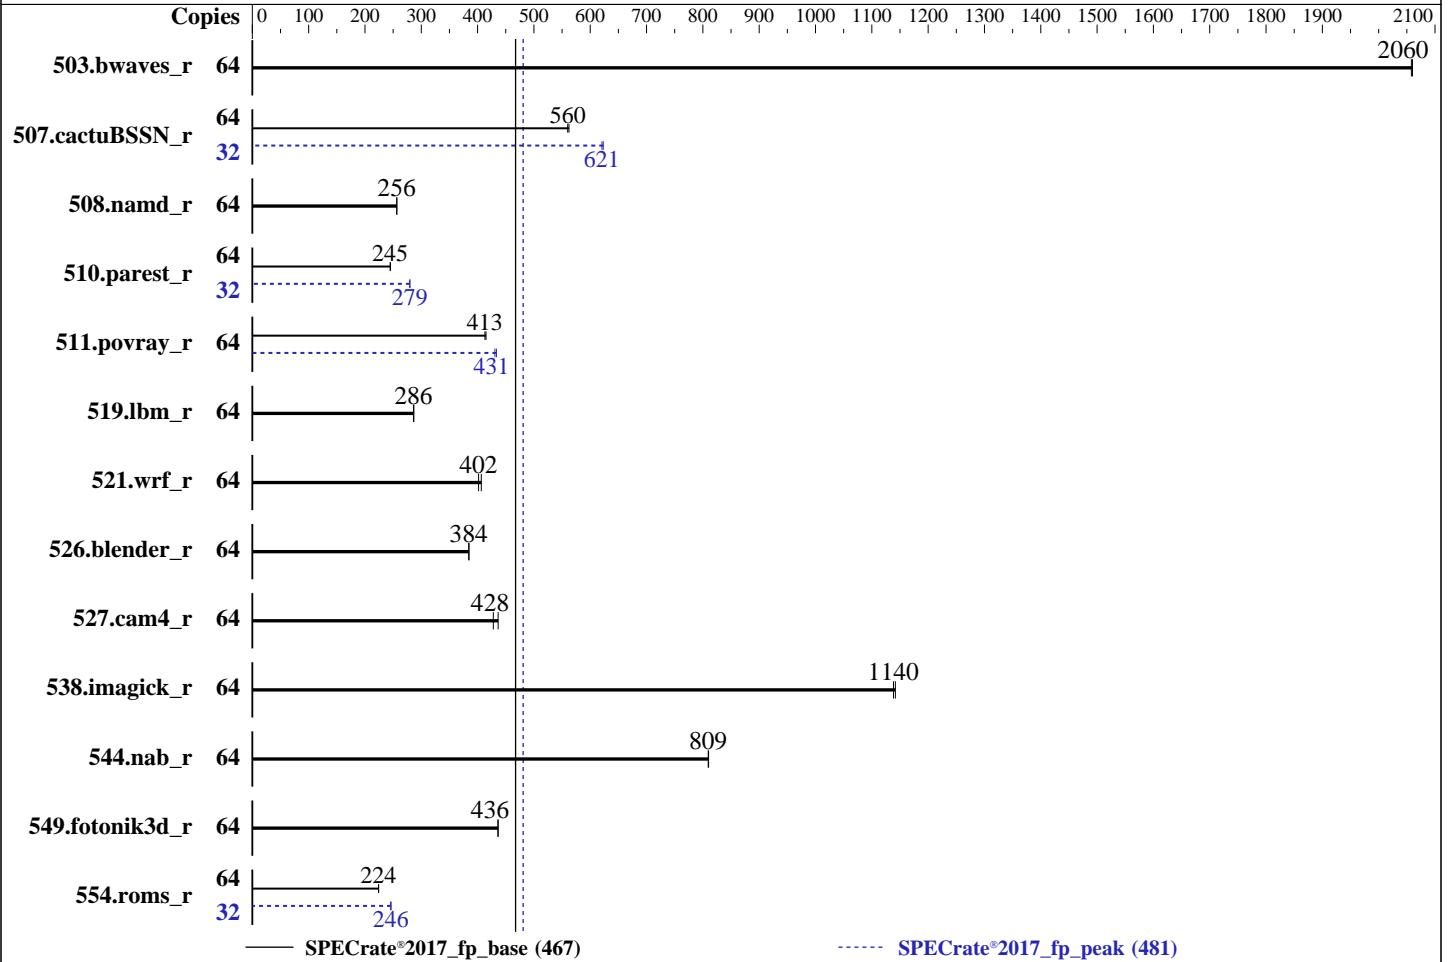 Copies 0 100 200 300 400 500 600 700 800 900 1000 1100 1200 1300 1400 1500 1600 1700 1800 1900 2100
503.bwaves_r 64 2060
507.cactuBSSN_r 64 560
32 621
508.namd_r 64 256
510.parest_r 64 245
32 279
511.povray_r 64 413
431
519.lbm_r 64 286
521.wrf_r 64 402
526.blender_r 64 384
527.cam4_r 64 428
538.imagick_r 64 1140
544.nab_r 64 809
549.fotonik3d_r 64 436
554.roms_r 64 224
32 246
SPECrate®2017_fp_base (467) SPECrate®2017_fp_peak (481)